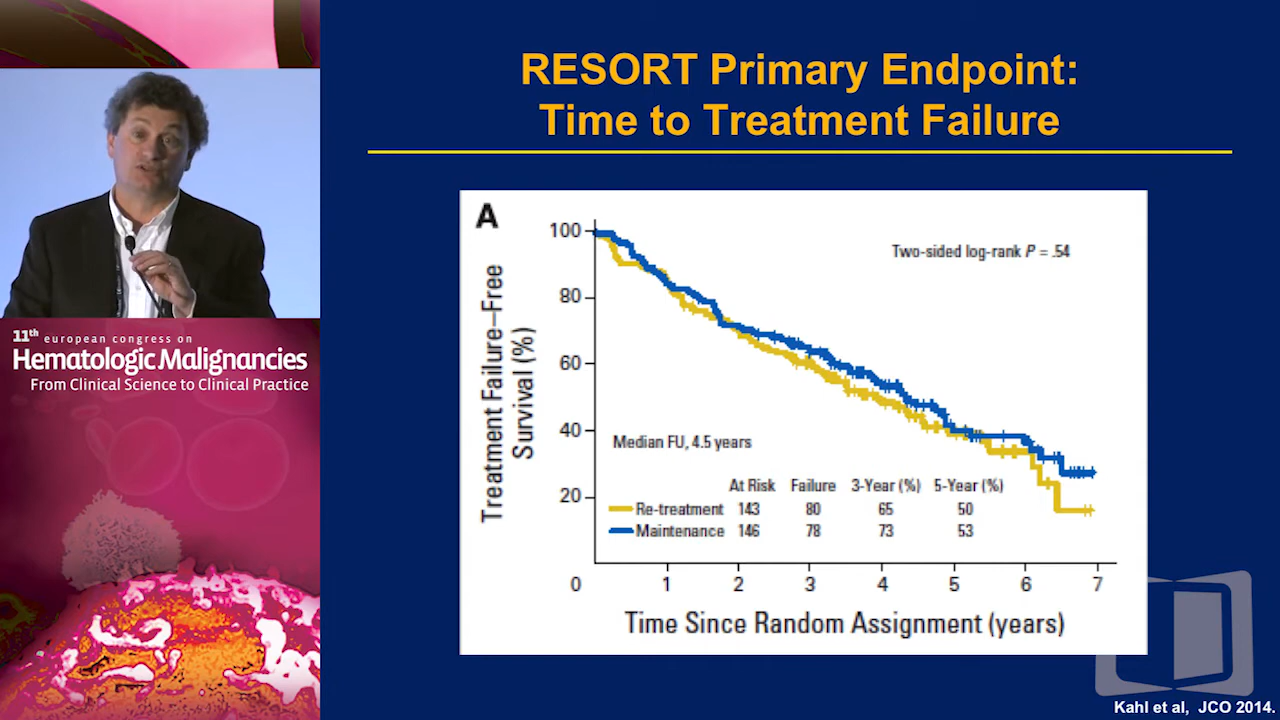 RESORT Primary Endpoint:
Time to Treatment Failure
11th european congress on
Hematologic Malignancies
From Clinical Science to Clinical Practice
A
Treatment Failure–Free
Survival (%)
100
80
60
40
20
0
1
2
3
4
5
6
7
Two-sided log-rank P = .54
Median FU, 4.5 years
At Risk Failure 3-Year (%) 5-Year (%)
Re-treatment 143 80 65 50
Maintenance 146 78 73 53
Time Since Random Assignment (years)
Kahl et al, JCO 2014.